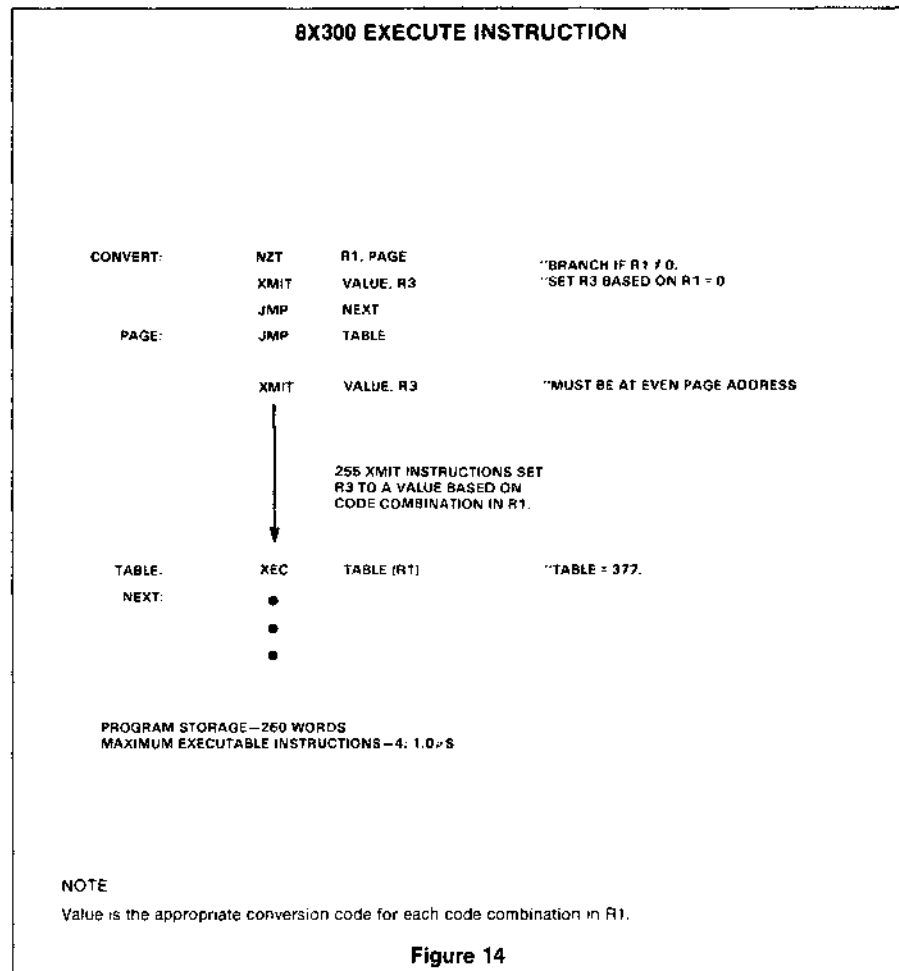 8X300 EXECUTE INSTRUCTION
CONVERT: NZT R1, PAGE "BRANCH IF R1 ≠ 0.
XMIT VALUE, R3 "SET R3 BASED ON R1 = 0
JMP NEXT
PAGE: JMP TABLE
XMIT VALUE, R3 "MUST BE AT EVEN PAGE ADDRESS
255 XMIT INSTRUCTIONS SET
R3 TO A VALUE BASED ON
CODE COMBINATION IN R1.
TABLE: XEC TABLE (R1) "TABLE = 377.
NEXT:
PROGRAM STORAGE—260 WORDS
MAXIMUM EXECUTABLE INSTRUCTIONS—4: 1.0µS
NOTE
Value is the appropriate conversion code for each code combination in R1.
Figure 14